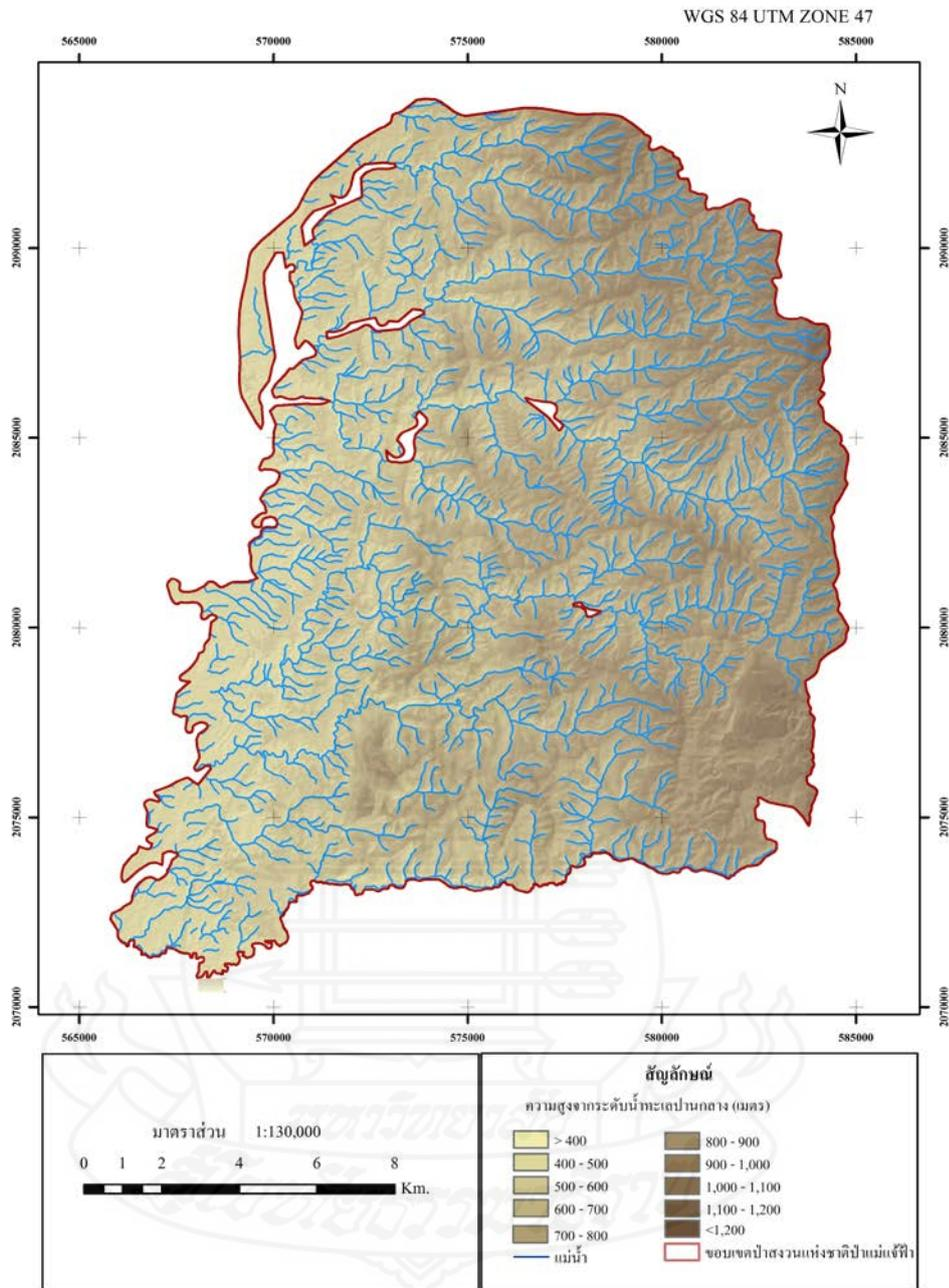 WGS 84 UTM ZONE 47
565000 570000 575000 580000 585000
N
2090000 2090000
2085000 2085000
2080000 2080000
2075000 2075000
2070000 2070000
565000 570000 575000 580000 585000
มาตราส่วน 1:130,000
0 1 2 4 6 8
Km.
สัญลักษณ์
ความสูงจากระดับน้ำทะเลปานกลาง (เมตร)
> 400
400 - 500
500 - 600
600 - 700
700 - 800
แม่น้ำ
800 - 900
900 - 1,000
1,000 - 1,100
1,100 - 1,200
<1,200
ขอบเขตป่าสงวนแห่งชาติป่าแม่แจ้ฟ้า